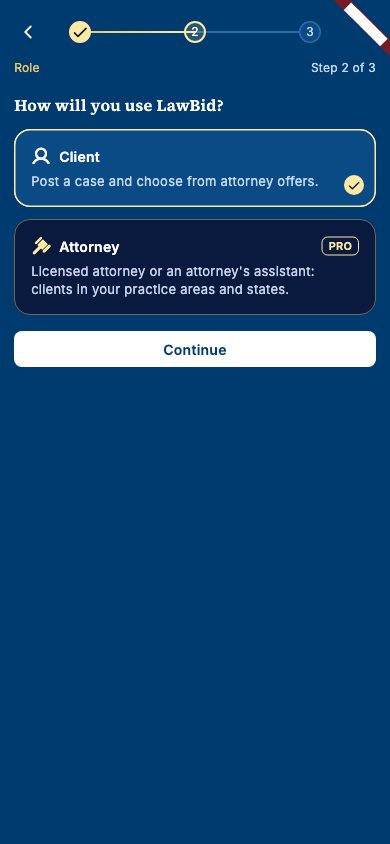 2
3
Role
Step 2 of 3
How will you use LawBid?
Client
Post a case and choose from attorney offers.
Attorney
PRO
Licensed attorney or an attorney's assistant:
clients in your practice areas and states.
Continue